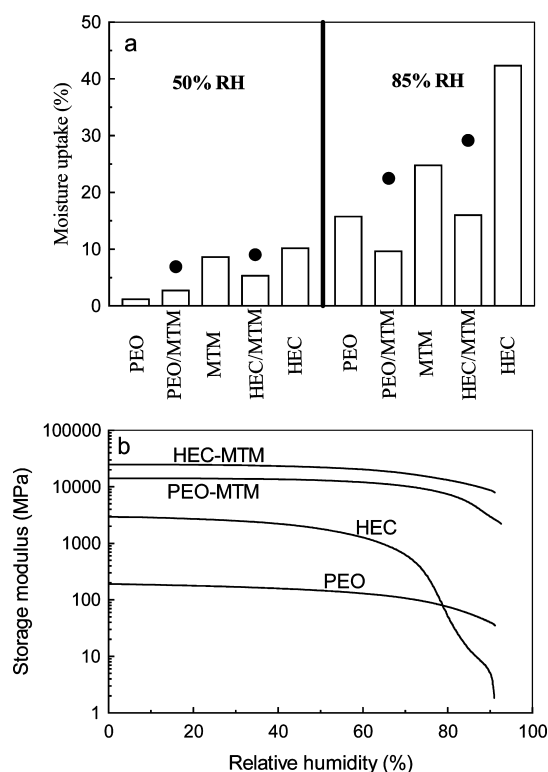 a
50% RH
85% RH
Moisture uptake (%)
50
40
30
20
10
0
PEO
PEO/MTM
MTM
HEC/MTM
HEC
PEO
PEO/MTM
MTM
HEC/MTM
HEC
b
HEC-MTM
PEO-MTM
HEC
PEO
Storage modulus (MPa)
100000
10000
1000
100
10
1
0 20 40 60 80 100
Relative humidity (%)